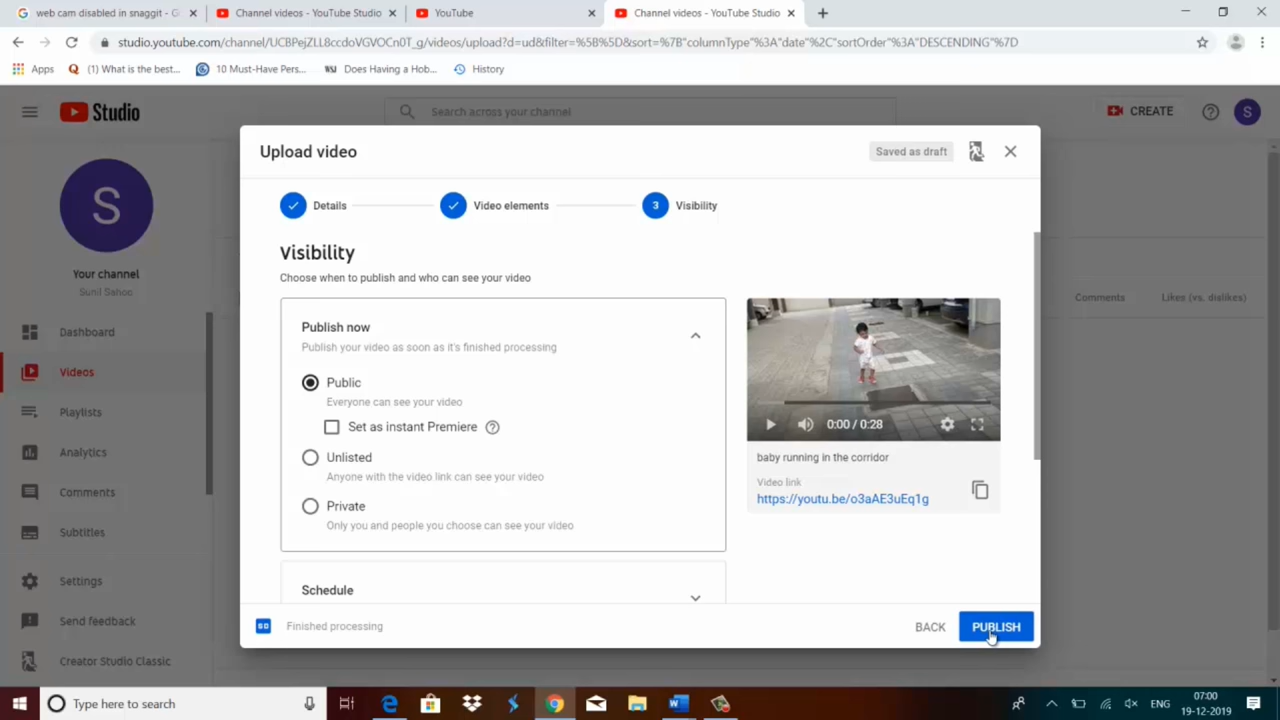 web cam disabled in snaggit - G
Channel videos - YouTube Studio
YouTube
Channel videos - YouTube Studio
studio.youtube.com/channel/UCBPejZLL8ccdoVGVOCn0T_g/videos/upload?d=ud&filter=%5B%5D&sort=%7B"columnType"%3A"date"%2C"sortOrder"%3A"DESCENDING"%7D
Apps
(1) What is the best...
10 Must-Have Pers...
Does Having a Hob...
History
Studio
Search across your channel
CREATE
S
Upload video
Saved as draft
Details
Video elements
3
Visibility
S
Your channel
Sunil Sahoo
Dashboard
Videos
Playlists
Analytics
Comments
Subtitles
Settings
Send feedback
Creator Studio Classic
Visibility
Choose when to publish and who can see your video
Publish now
Publish your video as soon as it's finished processing
Public
Everyone can see your video
Set as instant Premiere
Unlisted
Anyone with the video link can see your video
Private
Only you and people you choose can see your video
Schedule
0:00 / 0:28
baby running in the corridor
Video link
https://youtu.be/o3aAE3uEq1g
Comments
Likes (vs. dislikes)
SD
Finished processing
BACK
PUBLISH
Type here to search
ENG
07:00
19-12-2019